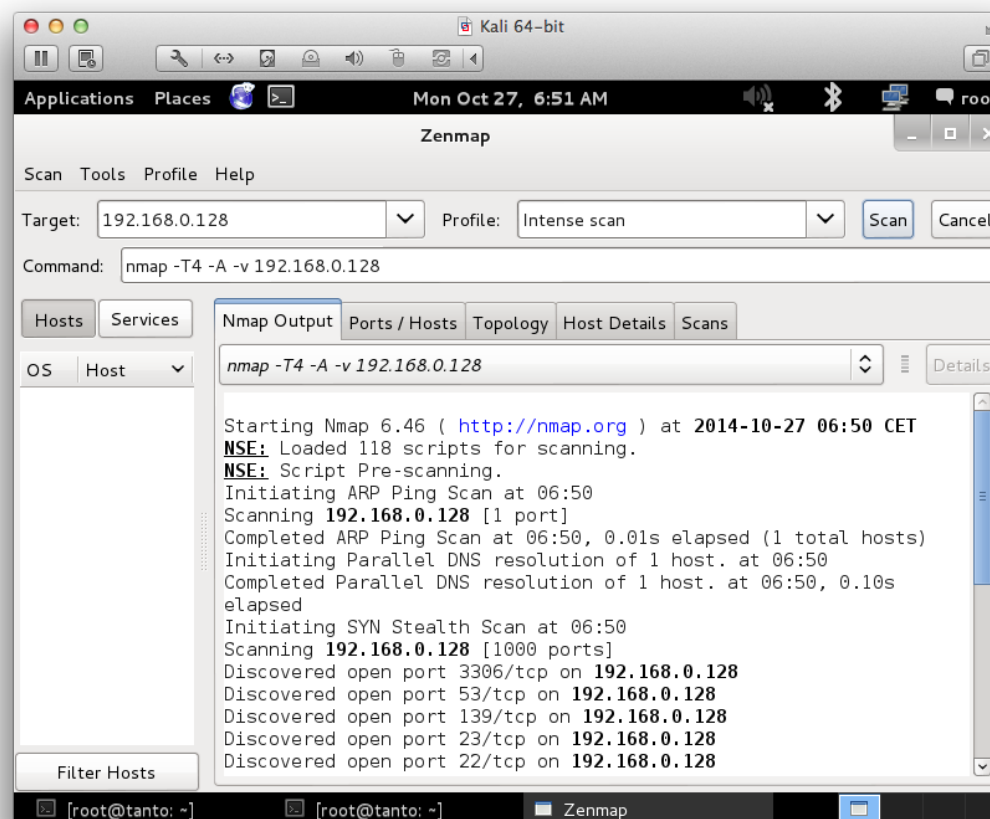 Kali 64-bit
Applications Places Mon Oct 27, 6:51 AM roo
Zenmap
Scan Tools Profile Help
Target: 192.168.0.128 Profile: Intense scan Scan Cancel
Command: nmap -T4 -A -v 192.168.0.128
Hosts Services Nmap Output Ports / Hosts Topology Host Details Scans
OS Host nmap -T4 -A -v 192.168.0.128 Details
Starting Nmap 6.46 ( http://nmap.org ) at 2014-10-27 06:50 CET
NSE: Loaded 118 scripts for scanning.
NSE: Script Pre-scanning.
Initiating ARP Ping Scan at 06:50
Scanning 192.168.0.128 [1 port]
Completed ARP Ping Scan at 06:50, 0.01s elapsed (1 total hosts)
Initiating Parallel DNS resolution of 1 host. at 06:50
Completed Parallel DNS resolution of 1 host. at 06:50, 0.10s
elapsed
Initiating SYN Stealth Scan at 06:50
Scanning 192.168.0.128 [1000 ports]
Discovered open port 3306/tcp on 192.168.0.128
Discovered open port 53/tcp on 192.168.0.128
Discovered open port 139/tcp on 192.168.0.128
Discovered open port 23/tcp on 192.168.0.128
Discovered open port 22/tcp on 192.168.0.128
Filter Hosts
[root@tanto: ~] [root@tanto: ~] Zenmap